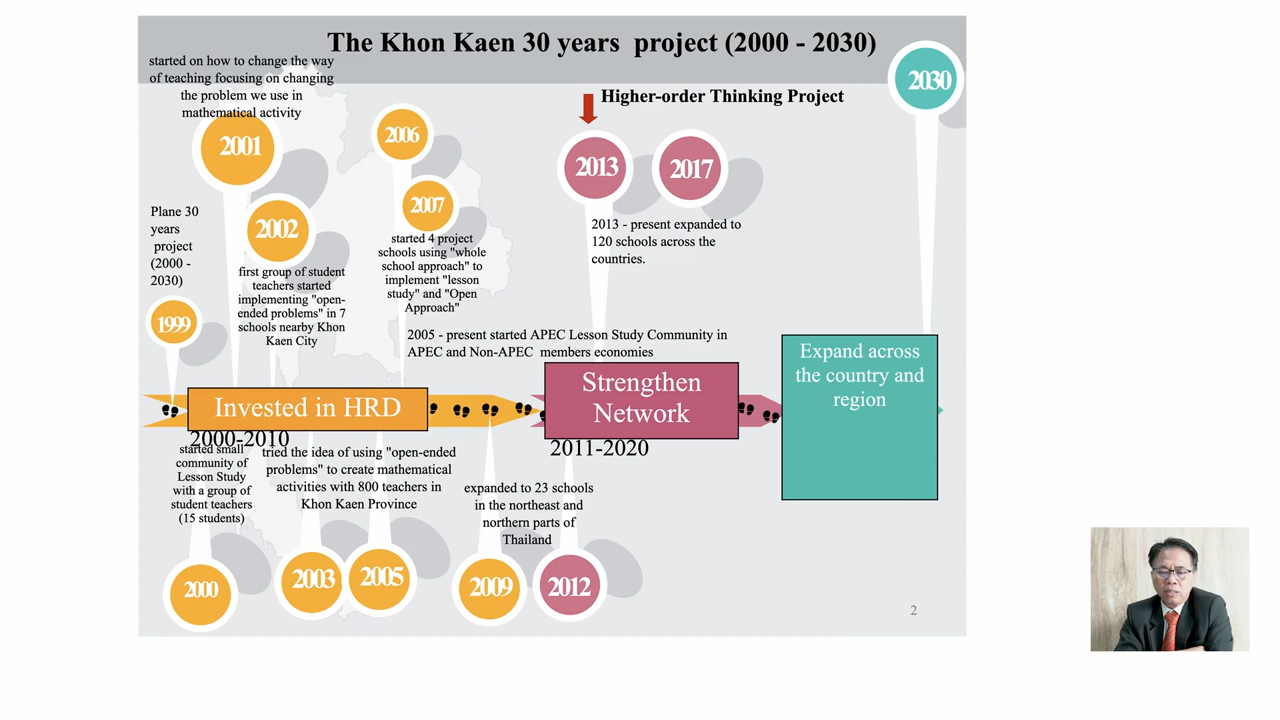 The Khon Kaen 30 years  project (2000 - 2030)
started on how to change the way
of teaching focusing on changing
the problem we use in
mathematical activity
2001
2006
Higher-order Thinking Project
2030
2013
2017
Plane 30
years
project
(2000 -
2030)
2002
2007
2013 - present expanded to
120 schools across the
countries.
started 4 project
schools using "whole
school approach" to
implement "lesson
study" and "Open
Approach"
first group of student
teachers started
implementing "open-
ended problems" in 7
schools nearby Khon
Kaen City
1999
2005 - present started APEC Lesson Study Community in
APEC and Non-APEC  members economies
Invested in HRD
2000-2010
Strengthen
Network
2011-2020
Expand across
the country and
region
started small
community of
Lesson Study
with a group of
student teachers
(15 students)
tried the idea of using "open-ended
problems" to create mathematical
activities with 800 teachers in
Khon Kaen Province
expanded to 23 schools
in the northeast and
northern parts of
Thailand
2000
2003
2005
2009
2012
2